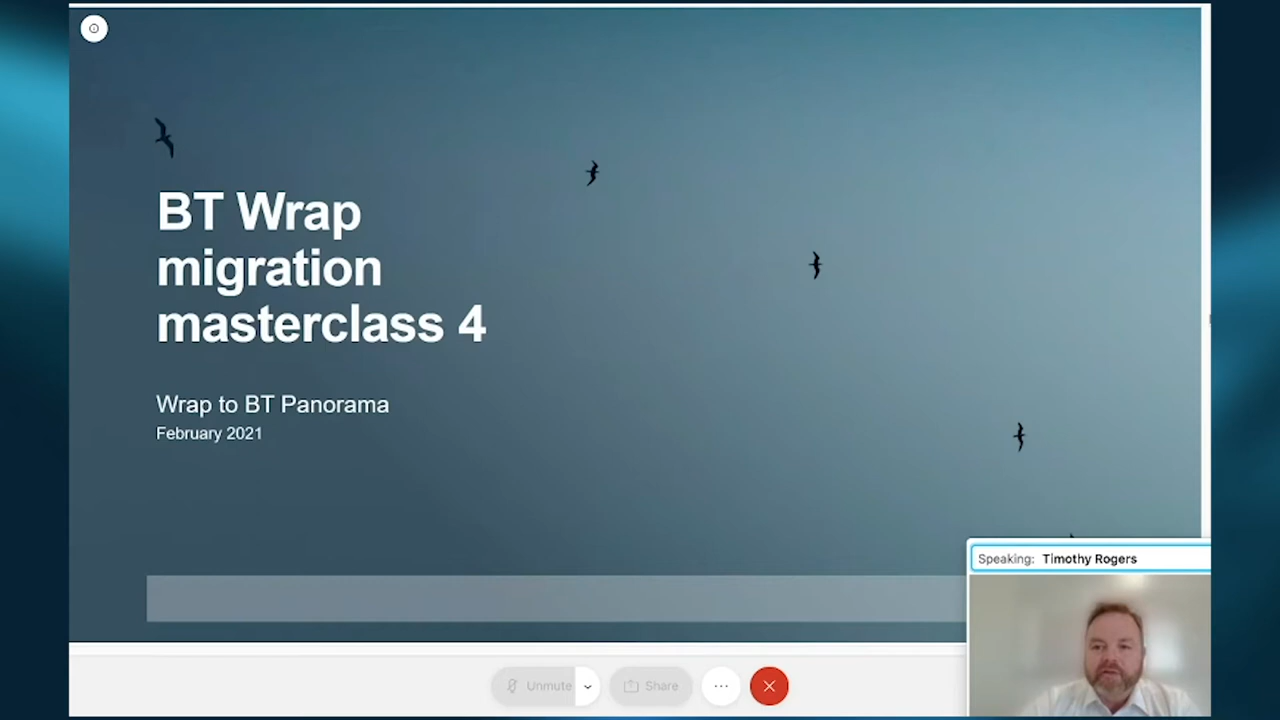 BT Wrap
migration
masterclass 4
Wrap to BT Panorama
February 2021
Speaking: Timothy Rogers
Unmute
Share